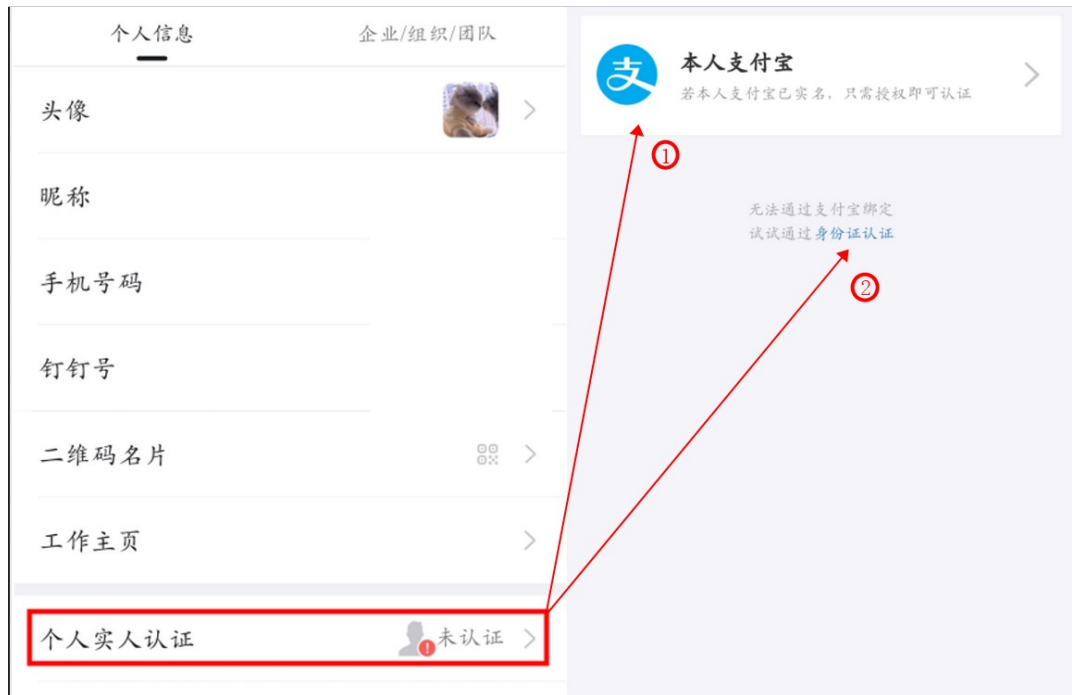 个人信息
企业/组织/团队
头像
昵称
手机号码
钉钉号
二维码名片
工作主页
个人实人认证
未认证
支
本人支付宝
若本人支付宝已实名，只需授权即可认证
①
无法通过支付宝绑定
试试通过身份证认证
②